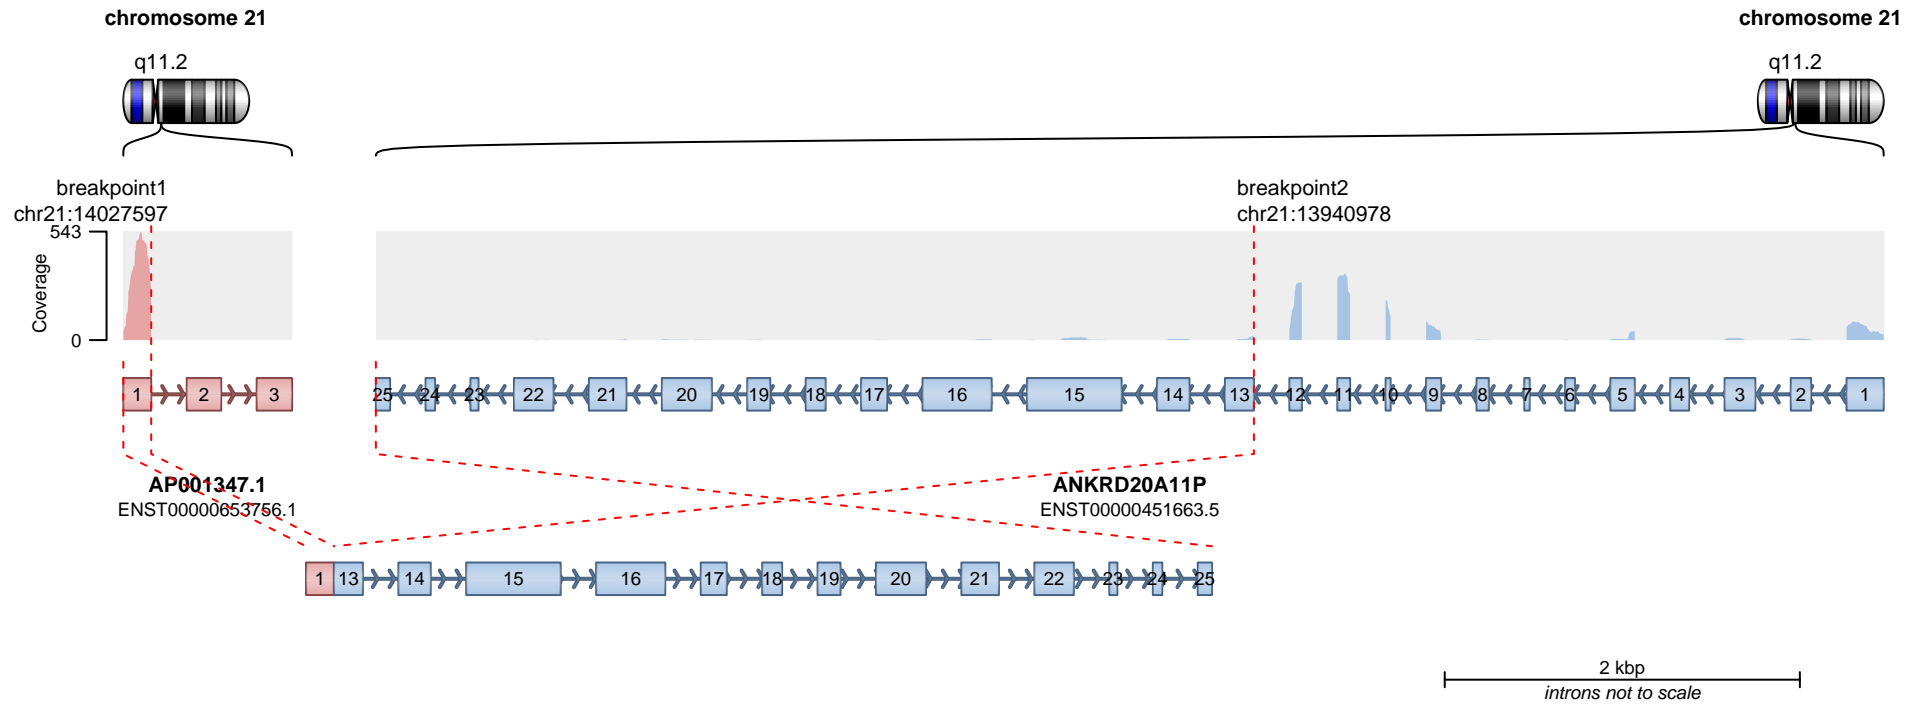 chromosome 21
chromosome 21
q11.2
q11.2
breakpoint1
chr21:14027597
breakpoint2
chr21:13940978
543
Coverage
0
1 2 3
25 24 23 22 21 20 19 18 17 16 15 14 13 12 11 10 9 8 7 6 5 4 3 2 1
AP001347.1
ENST00000653756.1
ANKRD20A11P
ENST00000451663.5
1 13 14 15 16 17 18 19 20 21 22 23 24 25
2 kbp
introns not to scale